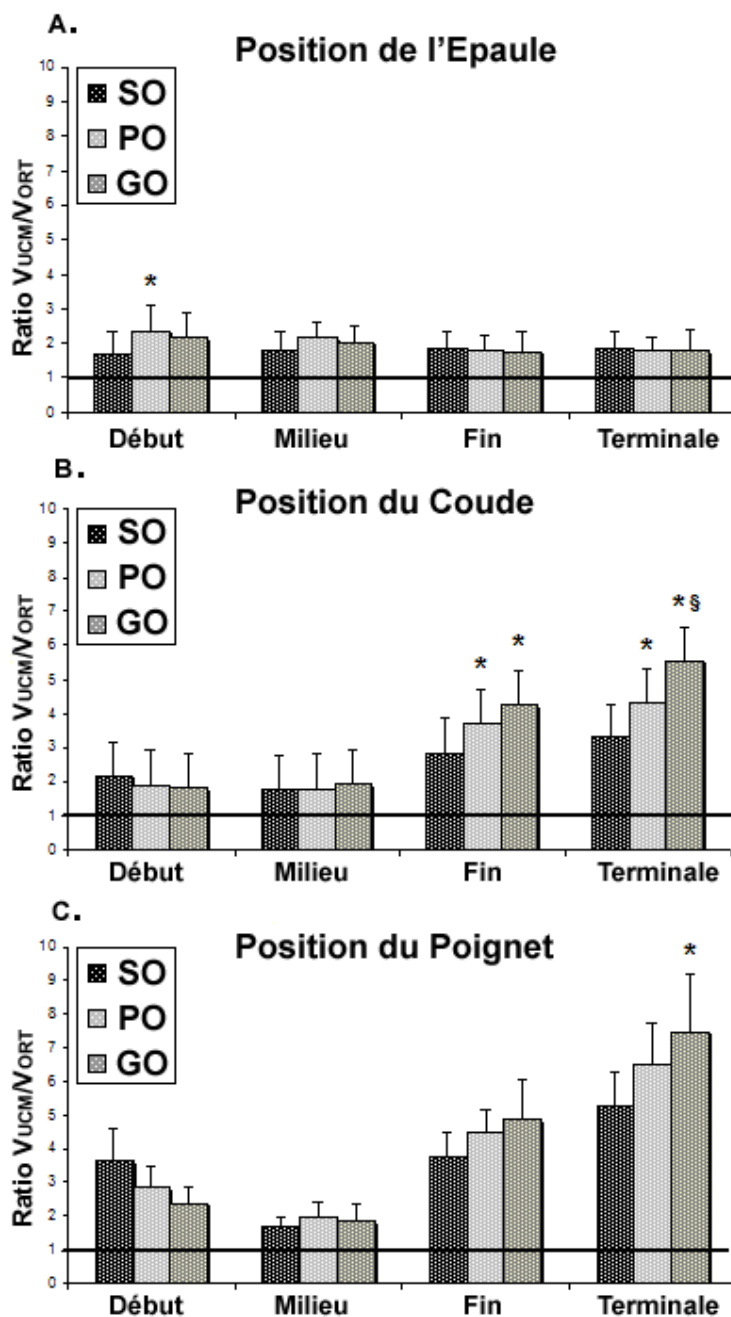 A.
Position de l'Epaule
10
9
8
7
6
5
4
3
2
1
0
Ratio VUCM/VORT
SO
PO
GO
*
Début Milieu Fin Terminale
B.
Position du Coude
10
9
8
7
6
5
4
3
2
1
0
Ratio VUCM/VORT
SO
PO
GO
* * * *§
Début Milieu Fin Terminale
C.
Position du Poignet
10
9
8
7
6
5
4
3
2
1
0
Ratio VUCM/VORT
SO
PO
GO
*
Début Milieu Fin Terminale